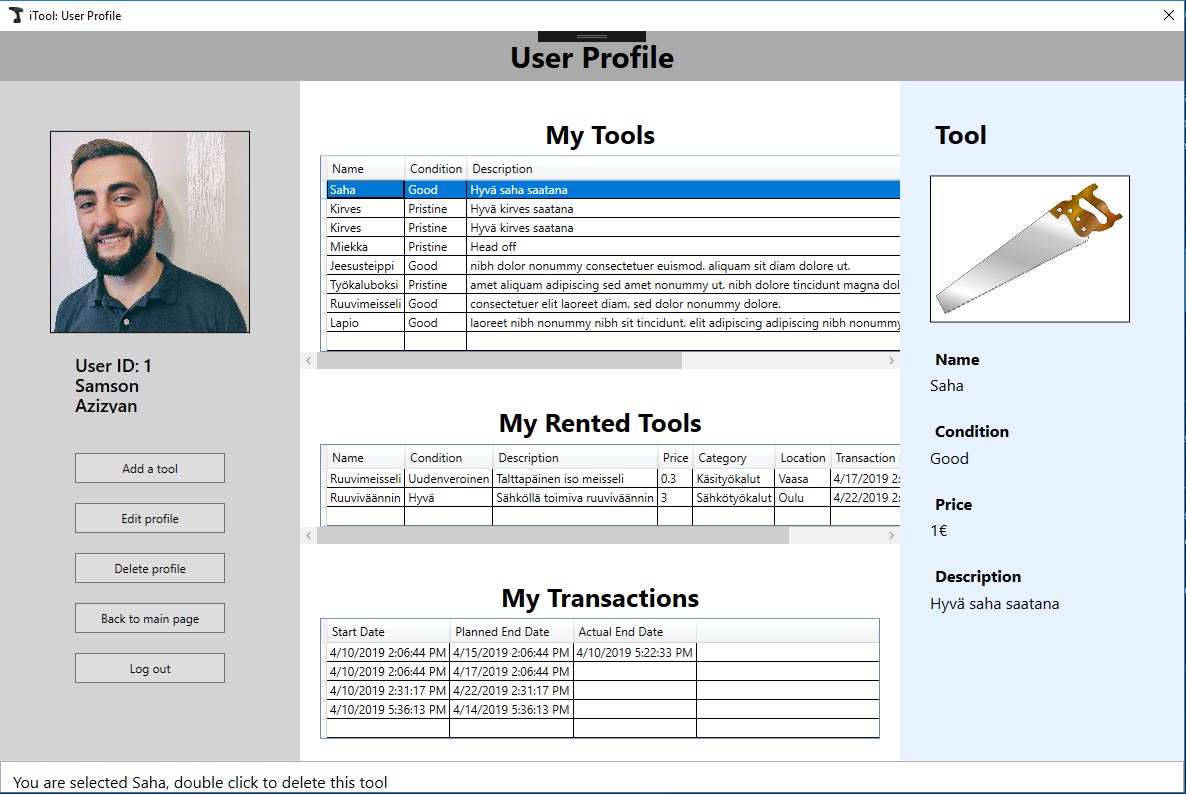 iTool: User Profile
User Profile
User ID: 1
Samson
Azizyan
Add a tool
Edit profile
Delete profile
Back to main page
Log out
My Tools
Name Condition Description
Saha Good Hyvä saha saatana
Kirves Pristine Hyvä kirves saatana
Kirves Pristine Hyvä kirves saatana
Miekka Pristine Head off
Jeesusteippi Good nibh dolor nonummy consectetuer euismod. aliquam sit diam dolore ut.
Työkaluboksi Pristine amet aliquam adipiscing sed amet nonummy ut. nibh dolore tincidunt magna dol
Ruuvimeisseli Good consectetuer elit laoreet diam. sed dolor nonummy dolore.
Lapio Good laoreet nibh nonummy nibh sit tincidunt. elit adipiscing adipiscing nibh nonummy
My Rented Tools
Name Condition Description Price Category Location Transaction
Ruuvimeisseli Uudenveroinen Talttapäinen iso meisseli 0.3 Käsityökalut Vaasa 4/17/2019 2:
Ruuviväännin Hyvä Sähköllä toimiva ruuviväännin 3 Sähkötyökalut Oulu 4/22/2019 2:
My Transactions
Start Date Planned End Date Actual End Date
4/10/2019 2:06:44 PM 4/15/2019 2:06:44 PM 4/10/2019 5:22:33 PM
4/10/2019 2:06:44 PM 4/17/2019 2:06:44 PM
4/10/2019 2:31:17 PM 4/22/2019 2:31:17 PM
4/10/2019 5:36:13 PM 4/14/2019 5:36:13 PM
Tool
Name
Saha
Condition
Good
Price
1€
Description
Hyvä saha saatana
You are selected Saha, double click to delete this tool